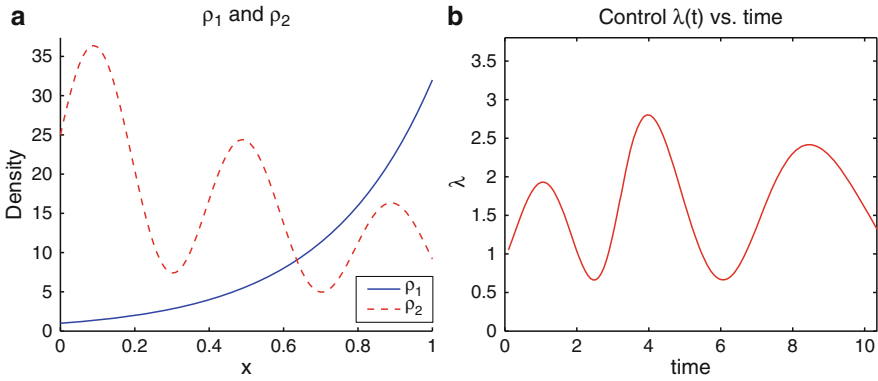 a
ρ₁ and ρ₂
Density
35
30
25
20
15
10
5
0
0
0.2
0.4
0.6
0.8
1
x
ρ₁
ρ₂
b
Control λ(t) vs. time
λ
3.5
3
2.5
2
1.5
1
0.5
0
0
2
4
6
8
10
time